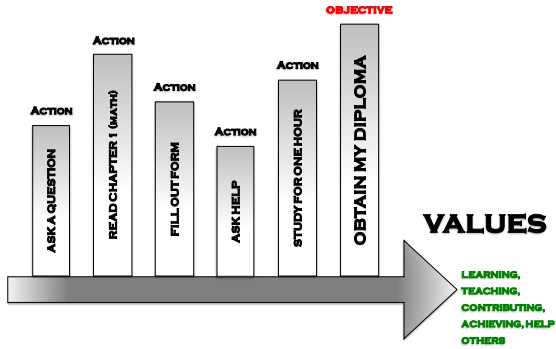 OBJECTIVE
ACTION
ACTION
ACTION
ACTION
ACTION
ASK A QUESTION
READ CHAPTER 1 (MATH)
FILL OUT FORM
ASK HELP
STUDY FOR ONE HOUR
OBTAIN MY DIPLOMA
VALUES
LEARNING,
TEACHING,
CONTRIBUTING,
ACHIEVING, HELP
OTHERS